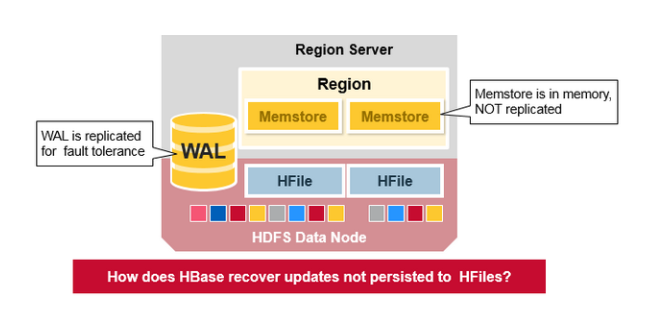 Region Server
Region
Memstore Memstore
Memstore is in memory,
NOT replicated
WAL is replicated
for fault tolerance
WAL
HFile HFile
HDFS Data Node
How does HBase recover updates not persisted to HFiles?